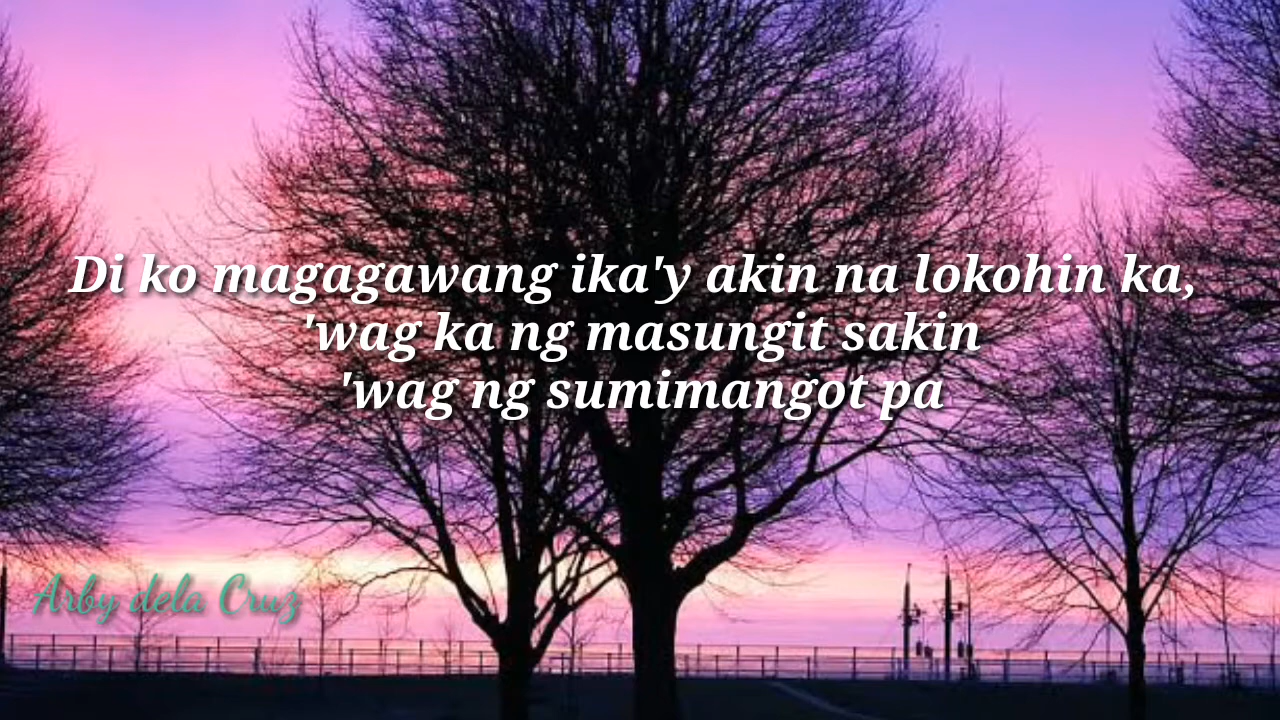 Di ko magagawang ika'y akin na lokohin ka,
'wag ka ng masungit sakin
'wag ng sumimangot pa
Arby dela Cruz